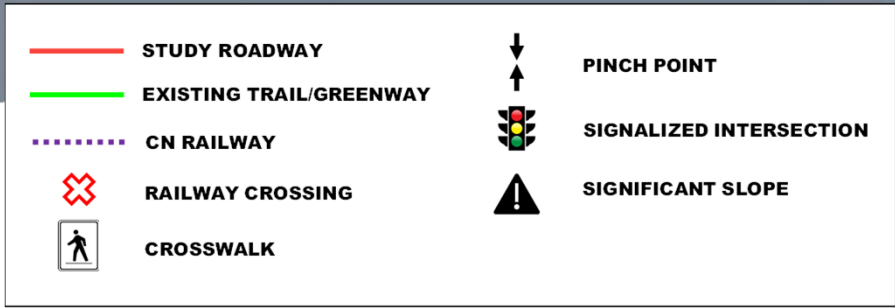 STUDY ROADWAY
EXISTING TRAIL/GREENWAY
CN RAILWAY
RAILWAY CROSSING
CROSSWALK
PINCH POINT
SIGNALIZED INTERSECTION
SIGNIFICANT SLOPE